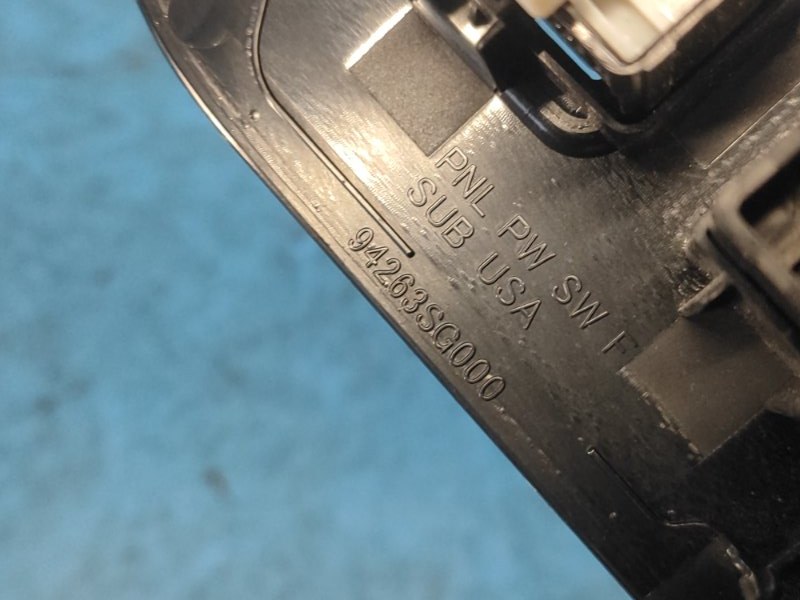 PNL PW SW F
SUB USA
94263SG000